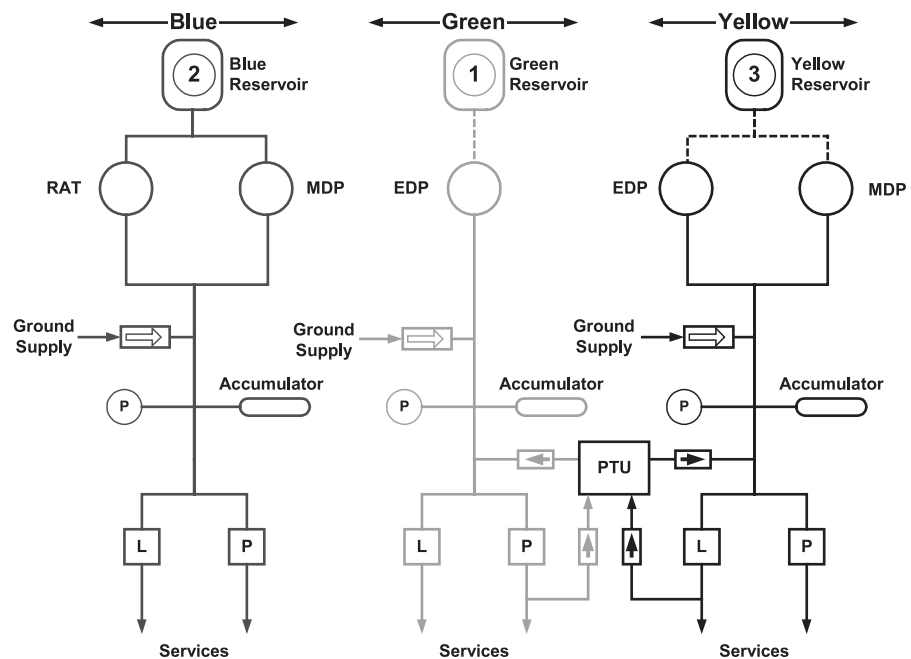 Blue
Green
Yellow
2
Blue
Reservoir
1
Green
Reservoir
3
Yellow
Reservoir
RAT
MDP
EDP
EDP
MDP
Ground
Supply
Ground
Supply
Ground
Supply
P
Accumulator
P
Accumulator
P
Accumulator
PTU
L
P
L
P
L
P
Services
Services
Services